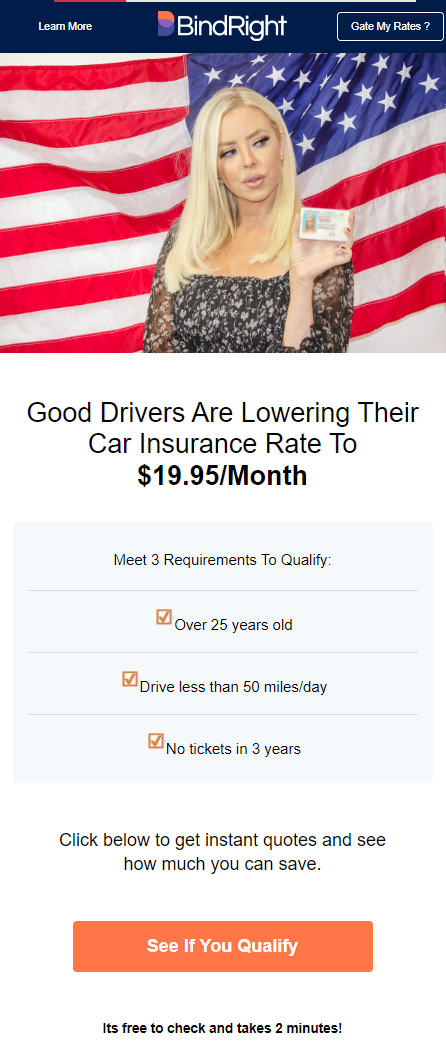 Learn More
BindRight
Gate My Rates ?
Good Drivers Are Lowering Their
Car Insurance Rate To
$19.95/Month
Meet 3 Requirements To Qualify:
Over 25 years old
Drive less than 50 miles/day
No tickets in 3 years
Click below to get instant quotes and see
how much you can save.
See If You Qualify
Its free to check and takes 2 minutes!